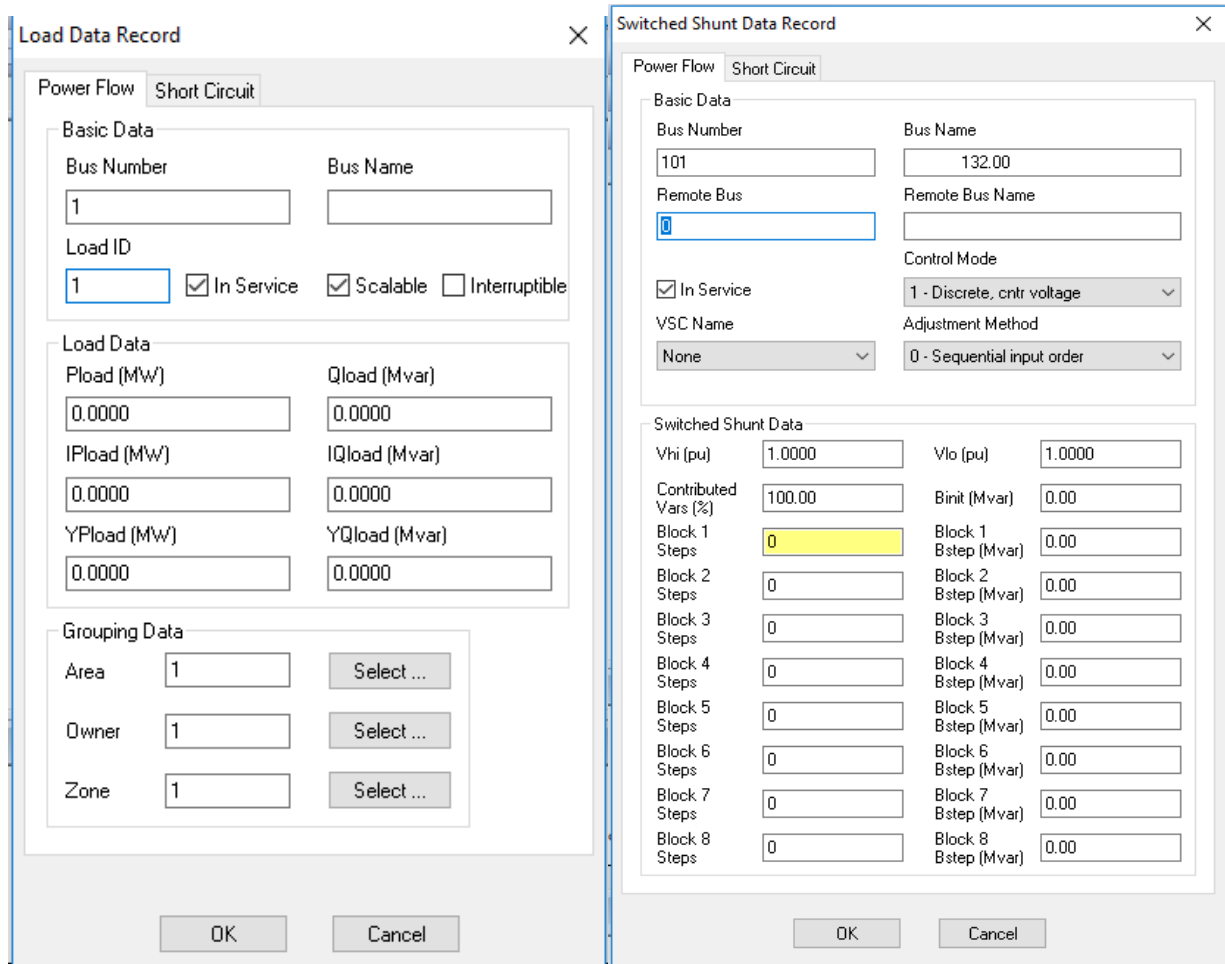 Load Data Record
Power Flow Short Circuit
Basic Data
Bus Number Bus Name
1
Load ID
1 In Service Scalable Interruptible
Load Data
Pload (MW) Qload (Mvar)
0.0000 0.0000
IPload (MW) IQload (Mvar)
0.0000 0.0000
YPload (MW) YQload (Mvar)
0.0000 0.0000
Grouping Data
Area 1 Select ...
Owner 1 Select ...
Zone 1 Select ...
OK Cancel
Switched Shunt Data Record
Power Flow Short Circuit
Basic Data
Bus Number Bus Name
101 132.00
Remote Bus Remote Bus Name
0
Control Mode
In Service 1 - Discrete, cntr voltage
VSC Name Adjustment Method
None 0 - Sequential input order
Switched Shunt Data
Vhi (pu) 1.0000 Vlo (pu) 1.0000
Contributed
Vars (%) 100.00 Binit (Mvar) 0.00
Block 1 Block 1
Steps 0 Bstep (Mvar) 0.00
Block 2 Block 2
Steps 0 Bstep (Mvar) 0.00
Block 3 Block 3
Steps 0 Bstep (Mvar) 0.00
Block 4 Block 4
Steps 0 Bstep (Mvar) 0.00
Block 5 Block 5
Steps 0 Bstep (Mvar) 0.00
Block 6 Block 6
Steps 0 Bstep (Mvar) 0.00
Block 7 Block 7
Steps 0 Bstep (Mvar) 0.00
Block 8 Block 8
Steps 0 Bstep (Mvar) 0.00
OK Cancel